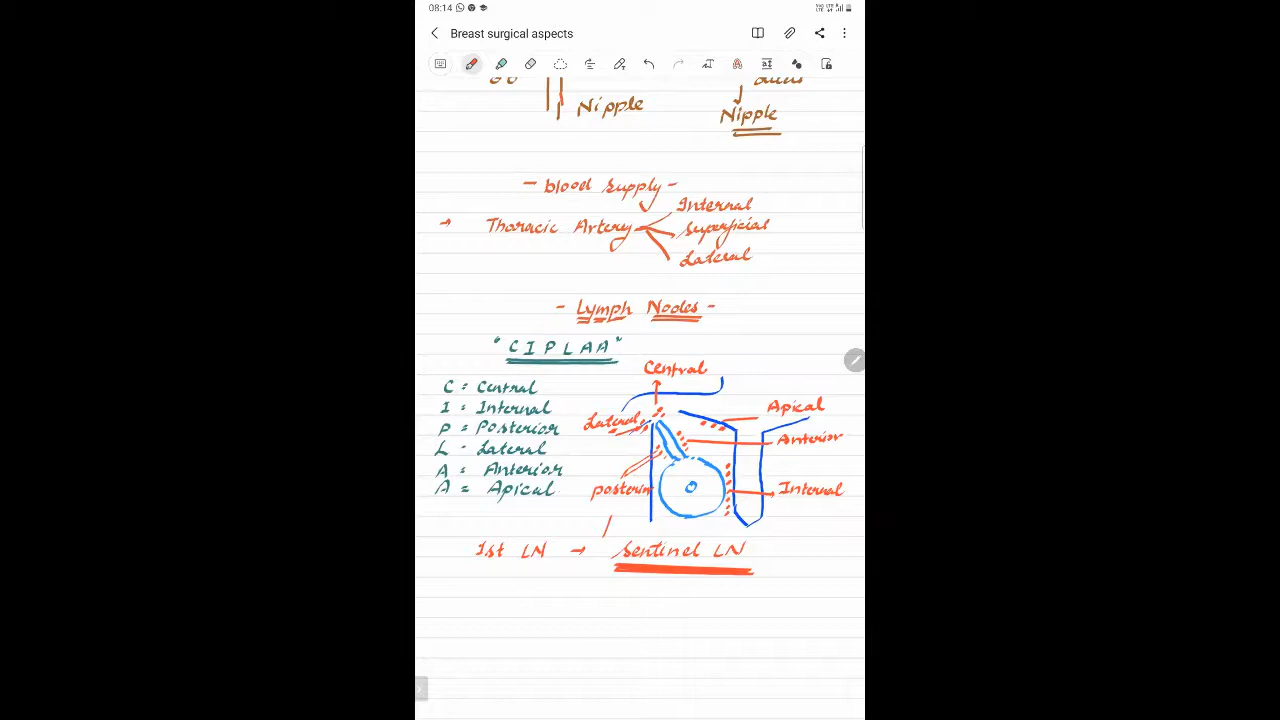 08:14
Breast surgical aspects
Nipple
Nipple
- Blood supply -
→ Thoracic Artery
Internal
superficial
Lateral
- Lymph Nodes -
"CIPLAA"
C = Central
I = Internal
P = Posterior
L - Lateral
A = Anterior
A = Apical
Central
Lateral
Apical
Anterior
posterior
Internal
1st LN → Sentinel LN